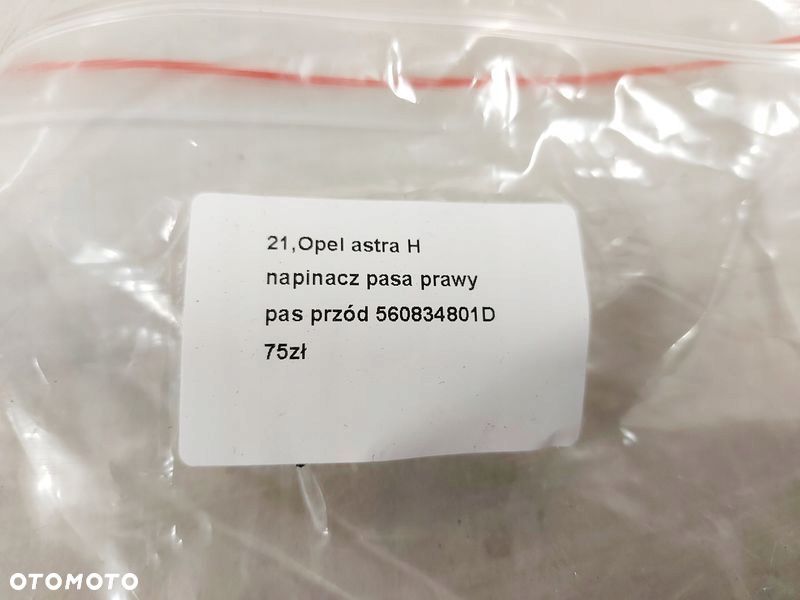 21,Opel astra H
napinacz pasa prawy
pas przód 560834801D
75zł
OTOMOTO